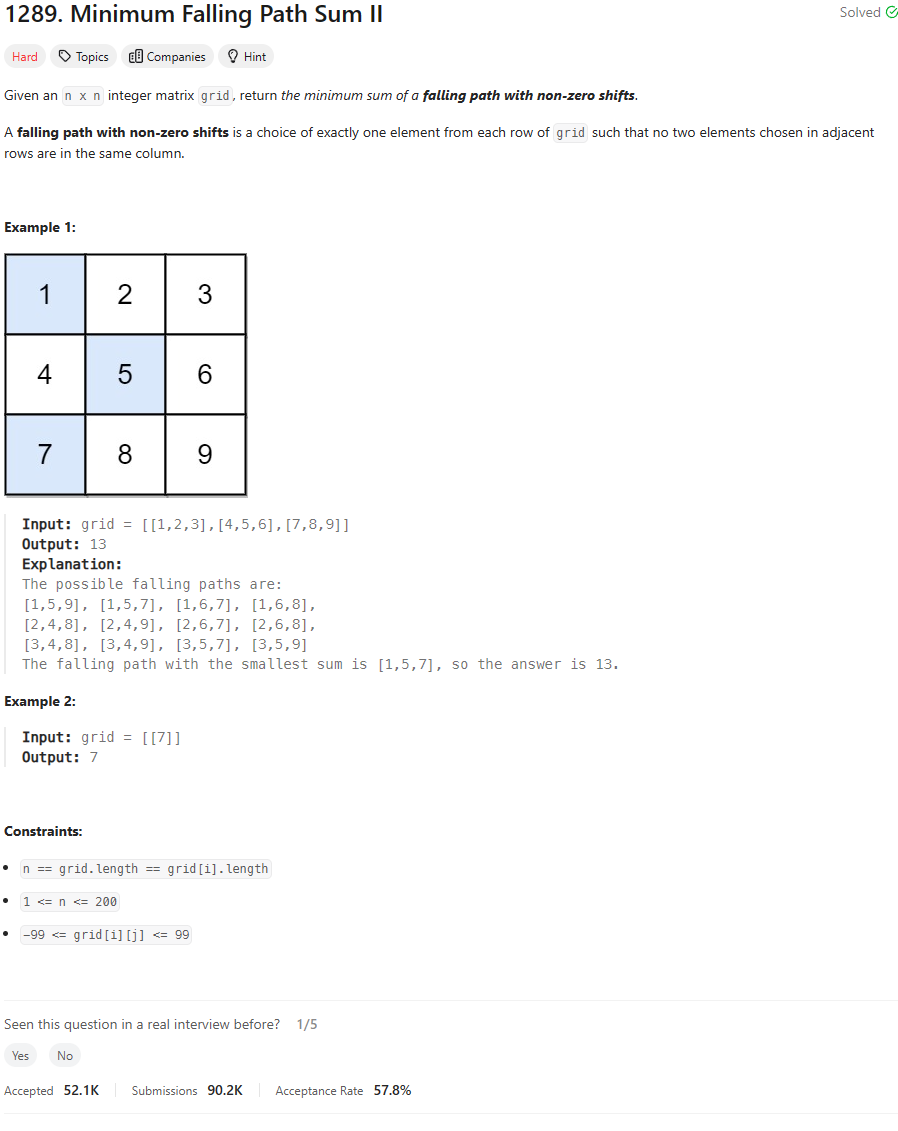 1289. Minimum Falling Path Sum II
Solved
Hard Topics Companies Hint
Given an n x n integer matrix grid, return the minimum sum of a falling path with non-zero shifts.
A falling path with non-zero shifts is a choice of exactly one element from each row of grid such that no two elements chosen in adjacent
rows are in the same column.
Example 1:
1 2 3
4 5 6
7 8 9
Input: grid = [[1,2,3],[4,5,6],[7,8,9]]
Output: 13
Explanation:
The possible falling paths are:
[1,5,9], [1,5,7], [1,6,7], [1,6,8],
[2,4,8], [2,4,9], [2,6,7], [2,6,8],
[3,4,8], [3,4,9], [3,5,7], [3,5,9]
The falling path with the smallest sum is [1,5,7], so the answer is 13.
Example 2:
Input: grid = [[7]]
Output: 7
Constraints:
• n == grid.length == grid[i].length
• 1 <= n <= 200
• -99 <= grid[i][j] <= 99
Seen this question in a real interview before? 1/5
Yes No
Accepted 52.1K Submissions 90.2K Acceptance Rate 57.8%